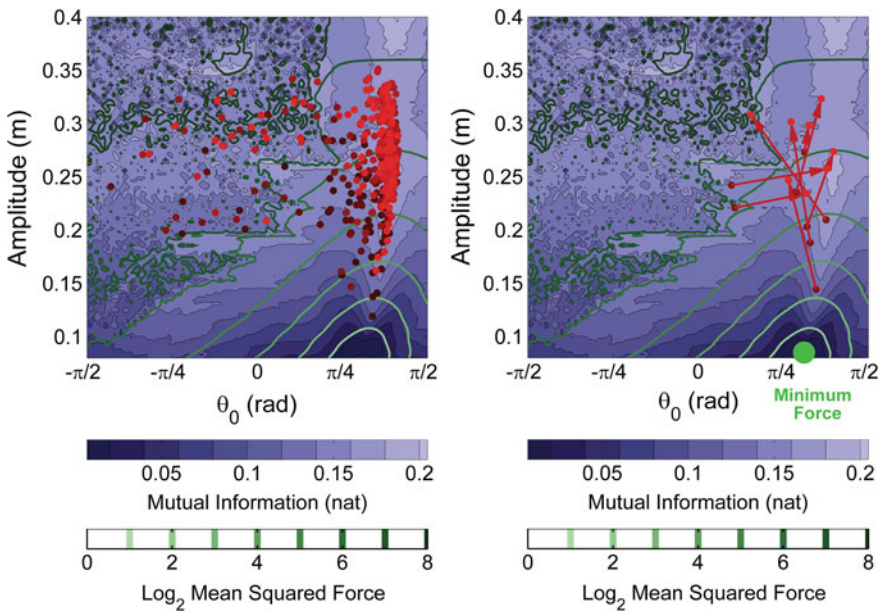 0.4
0.35
0.3
0.25
0.2
0.15
0.1
Amplitude (m)
-π/2
-π/4
0
π/4
π/2
θ0 (rad)
0.05
0.1
0.15
0.2
Mutual Information (nat)
0
2
4
6
8
Log2 Mean Squared Force
0.4
0.35
0.3
0.25
0.2
0.15
0.1
Amplitude (m)
-π/2
-π/4
0
π/4
π/2
θ0 (rad)
Minimum
Force
0.05
0.1
0.15
0.2
Mutual Information (nat)
0
2
4
6
8
Log2 Mean Squared Force